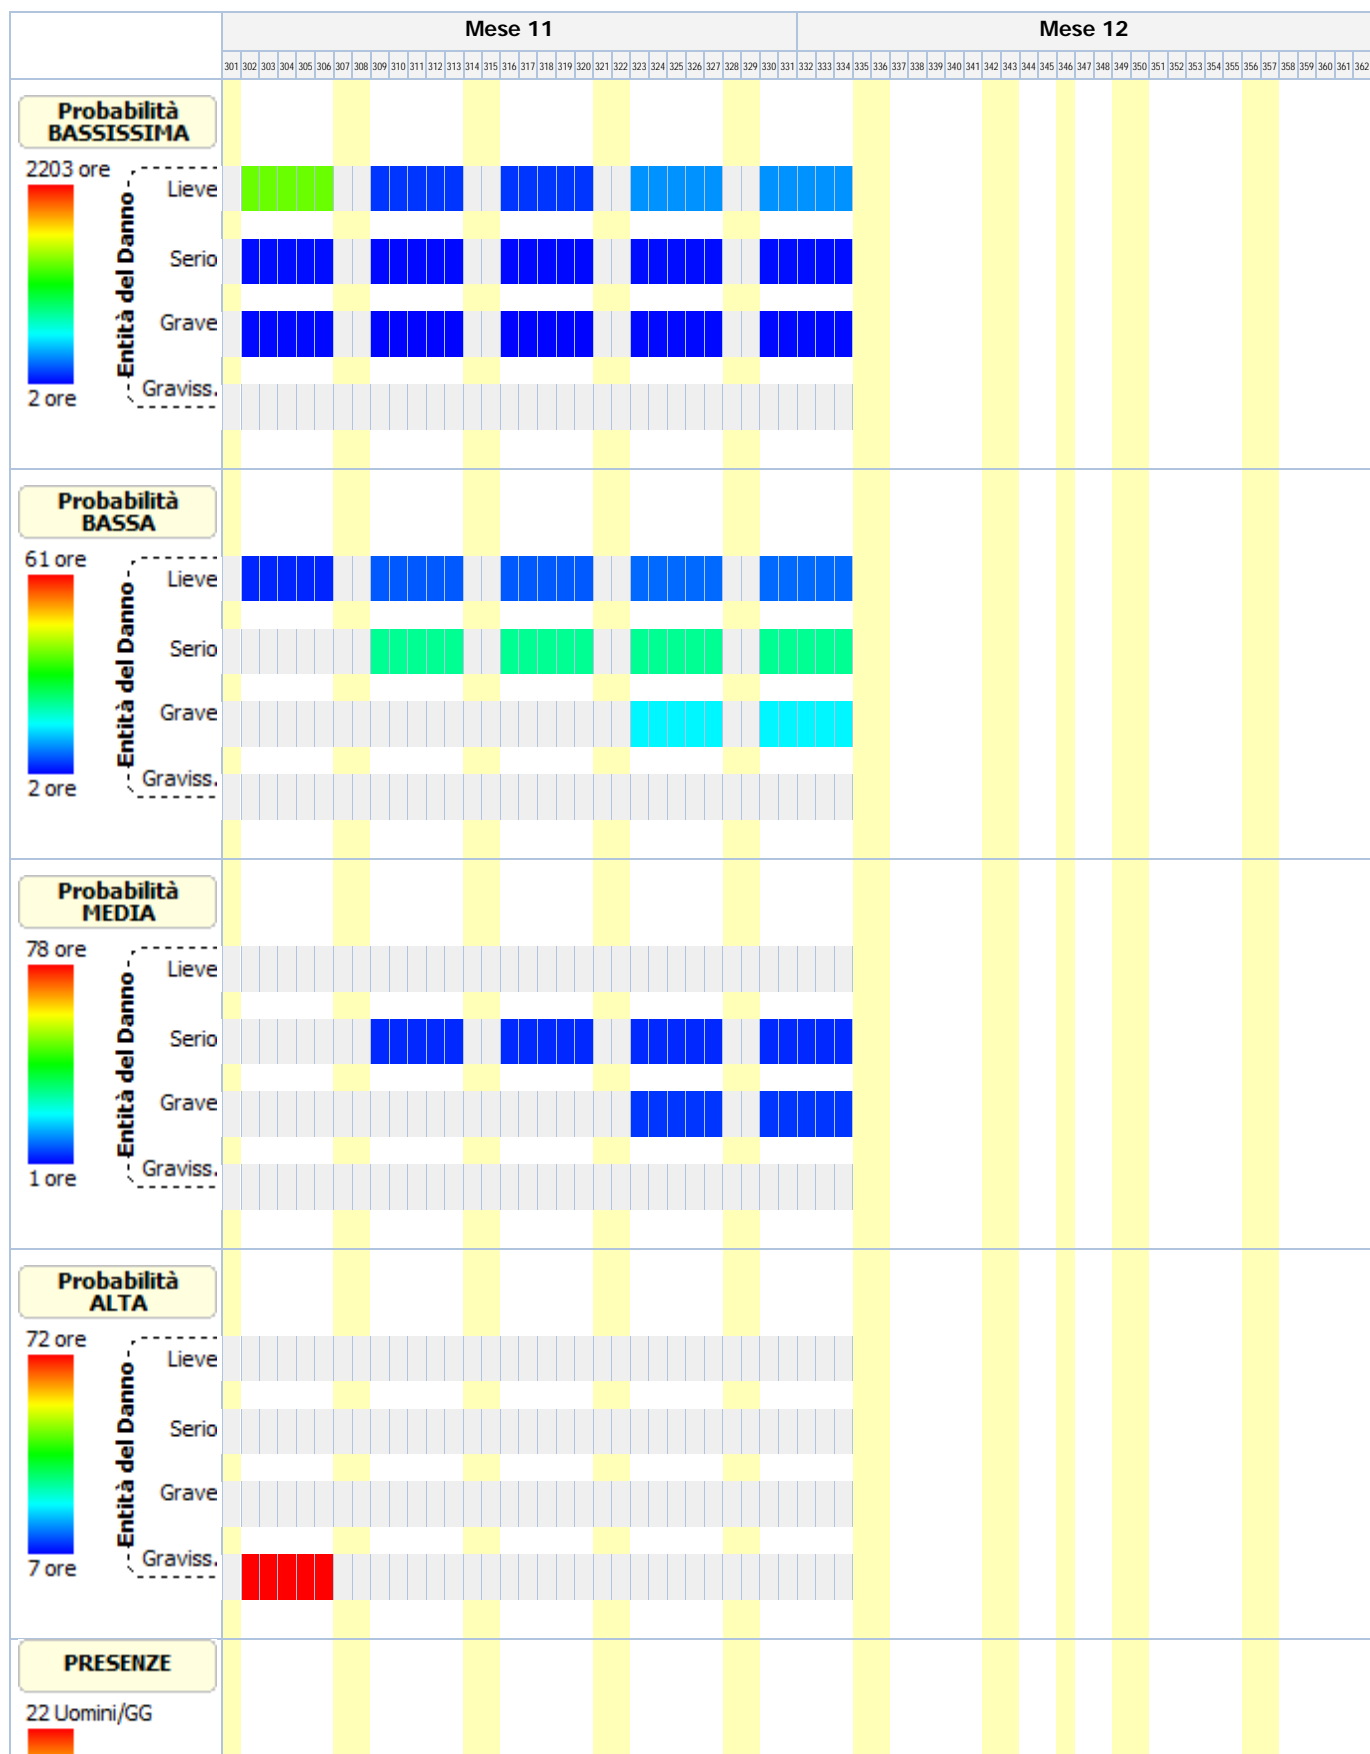 Mese 11 Mese 12
301 302 303 304 305 306 307 308 309 310 311 312 313 314 315 316 317 318 319 320 321 322 323 324 325 326 327 328 329 330 331 332 333 334 335 336 337 338 339 340 341 342 343 344 345 346 347 348 349 350 351 352 353 354 355 356 357 358 359 360 361 362
Probabilità
BASSISSIMA
2203 ore
Entità del Danno
Lieve
Serio
Grave
Graviss.
2 ore
Probabilità
BASSA
61 ore
Entità del Danno
Lieve
Serio
Grave
Graviss.
2 ore
Probabilità
MEDIA
78 ore
Entità del Danno
Lieve
Serio
Grave
Graviss.
1 ore
Probabilità
ALTA
72 ore
Entità del Danno
Lieve
Serio
Grave
Graviss.
7 ore
PRESENZE
22 Uomini/GG